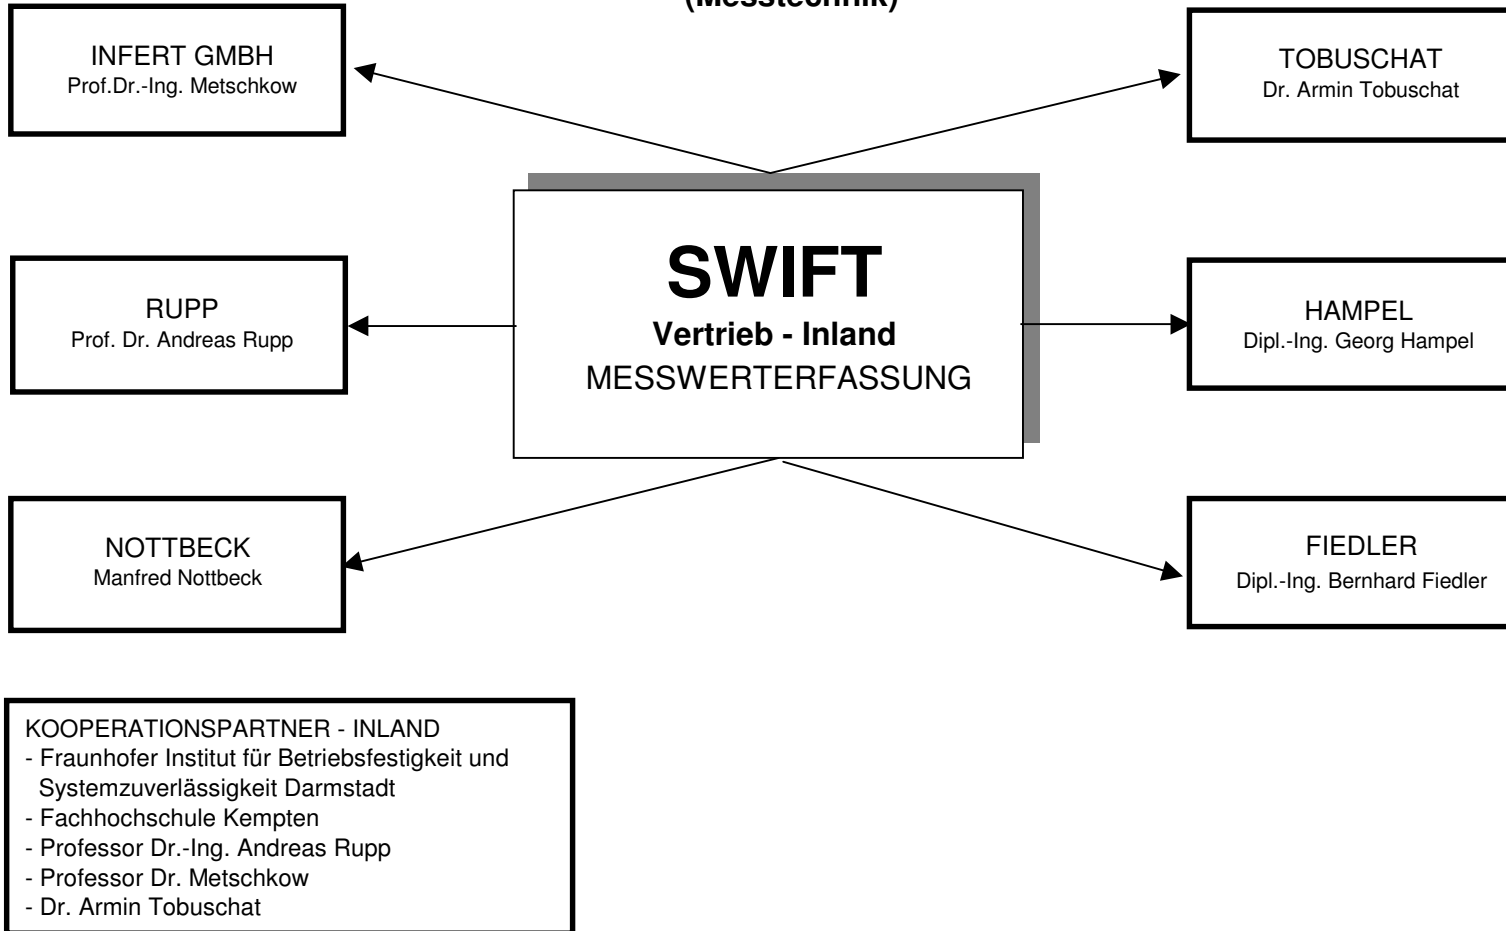 (Messtechnik)
INFERT GMBH
Prof.Dr.-Ing. Metschkow
TOBUSCHAT
Dr. Armin Tobuschat
SWIFT
Vertrieb - Inland
MESSWERTERFASSUNG
RUPP
Prof. Dr. Andreas Rupp
HAMPEL
Dipl.-Ing. Georg Hampel
NOTTBECK
Manfred Nottbeck
FIEDLER
Dipl.-Ing. Bernhard Fiedler
KOOPERATIONSPARTNER - INLAND
- Fraunhofer Institut für Betriebsfestigkeit und
Systemzuverlässigkeit Darmstadt
- Fachhochschule Kempten
- Professor Dr.-Ing. Andreas Rupp
- Professor Dr. Metschkow
- Dr. Armin Tobuschat